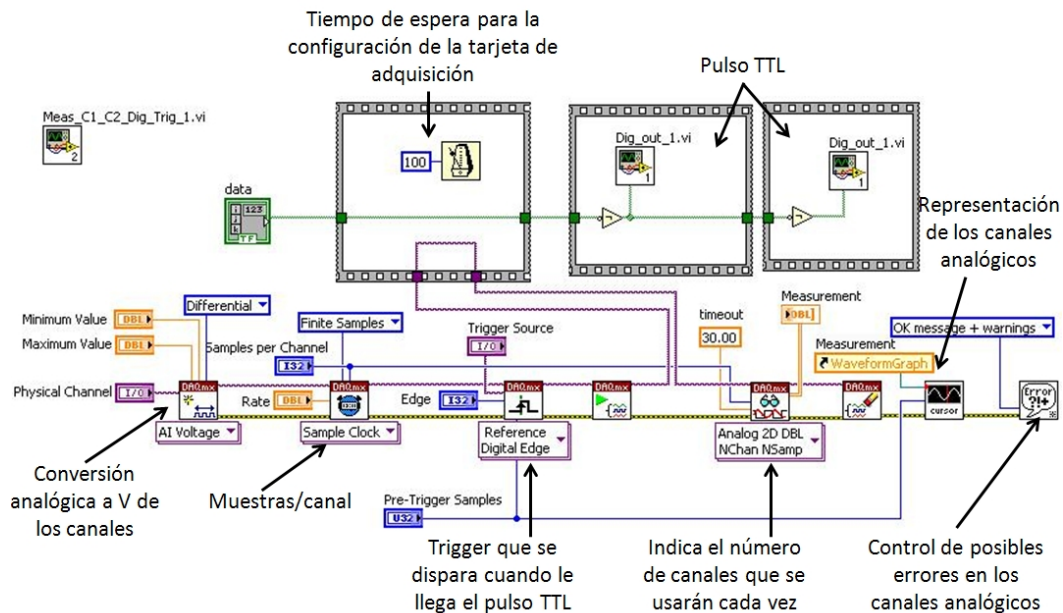 Tiempo de espera para la
configuración de la tarjeta de
adquisición
Pulso TTL
Meas_C1_C2_Dig_Trig_1.vi
2
100
Dig_out_1.vi
1
Dig_out_1.vi
1
data
123
TF
Representación
de los canales
analógicos
Minimum Value
DBL
Maximum Value
DBL
Differential
Finite Samples
Samples per Channel
I32
Trigger Source
I/O
timeout
30.00
Measurement
DBL
Measurement
WaveformGraph
OK message + warnings
Physical Channel
I/O
DAQmx
Rate
DBL
DAQmx
Edge
I32
DAQmx
DAQmx
DAQmx
DAQmx
cursor
Error
?!+
AI Voltage
Sample Clock
Reference
Digital Edge
Analog 2D DBL
NChan NSamp
Pre-Trigger Samples
U32
Conversión
analógica a V de
los canales
Muestras/canal
Trigger que se
dispara cuando le
llega el pulso TTL
Indica el número
de canales que se
usarán cada vez
Control de posibles
errores en los
canales analógicos